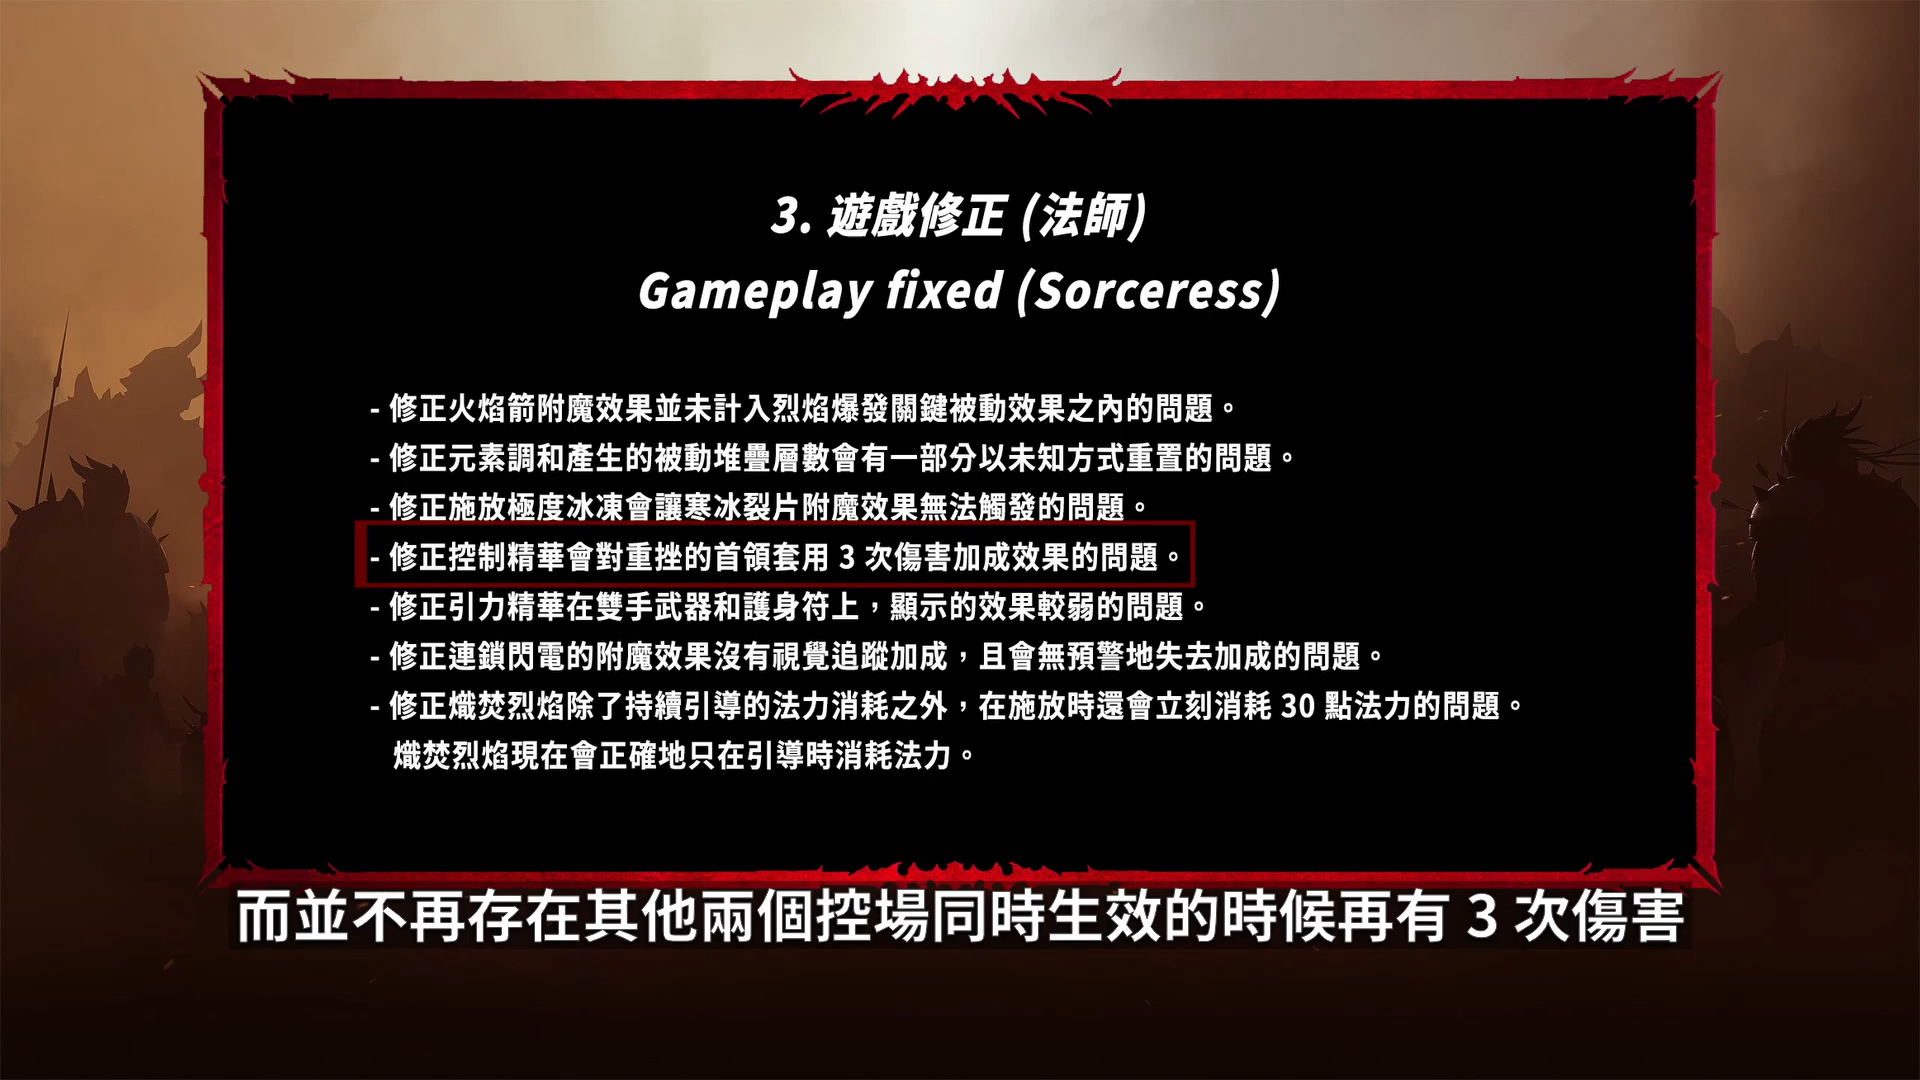 3. 遊戲修正 (法師)
Gameplay fixed (Sorceress)
- 修正火焰箭附魔效果並未計入烈焰爆發關鍵被動效果之內的問題。
- 修正元素調和產生的被動堆疊層數會有一部分以未知方式重置的問題。
- 修正施放極度冰凍會讓寒冰裂片附魔效果無法觸發的問題。
- 修正控制精華會對重挫的首領套用 3 次傷害加成效果的問題。
- 修正引力精華在雙手武器和護身符上，顯示的效果較弱的問題。
- 修正連鎖閃電的附魔效果沒有視覺追蹤加成，且會無預警地失去加成的問題。
- 修正熾焚烈焰除了持續引導的法力消耗之外，在施放時還會立刻消耗 30 點法力的問題。
熾焚烈焰現在會正確地只在引導時消耗法力。
而並不再存在其他兩個控場同時生效的時候再有 3 次傷害